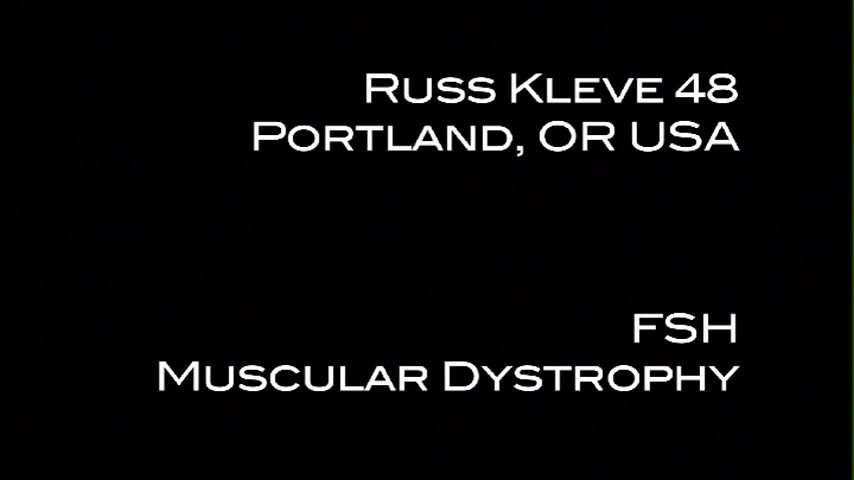 Russ Kleve 48
Portland, OR USA
FSH
Muscular Dystrophy